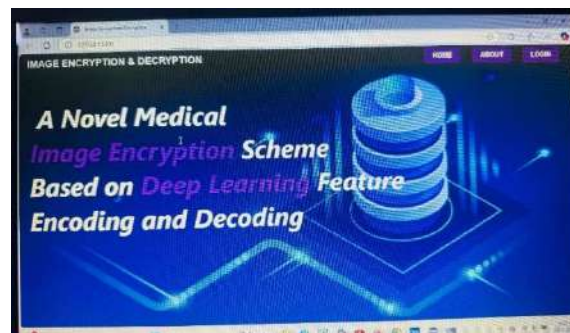 IMAGE ENCRYPTION & DECRYPTION
HOME ABOUT LOGIN
A Novel Medical
Image Encryption Scheme
Based on Deep Learning Feature
Encoding and Decoding